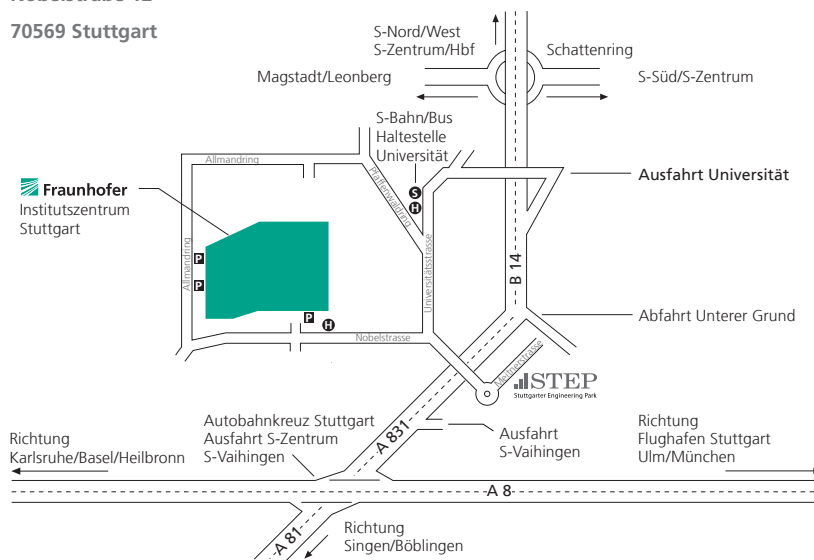 70569 Stuttgart
S-Nord/West
S-Zentrum/Hbf
Schattenring
Magstadt/Leonberg
S-Süd/S-Zentrum
S-Bahn/Bus
Haltestelle
Universität
Allmandring
Pfaffenwaldring
S
H
Ausfahrt Universität
Fraunhofer
Institutszentrum
Stuttgart
Allmandring
P
P
Universitätsstrasse
B 14
P
H
Nobelstrasse
Abfahrt Unterer Grund
Meitnerstrasse
STEP
Stuttgarter Engineering Park
Autobahnkreuz Stuttgart
Ausfahrt S-Zentrum
S-Vaihingen
A 831
Ausfahrt
S-Vaihingen
Richtung
Karlsruhe/Basel/Heilbronn
Richtung
Flughafen Stuttgart
Ulm/München
A 8
A 81
Richtung
Singen/Böblingen